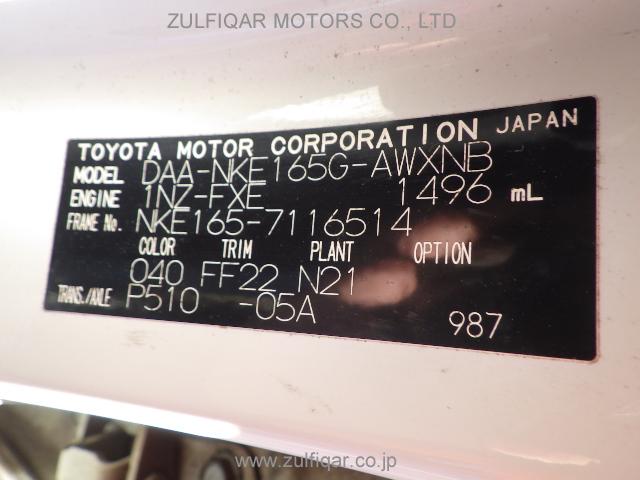 ZULFIQAR MOTORS CO., LTD
TOYOTA MOTOR CORPORATION JAPAN
MODEL DAA-NKE165G-AWXNB
ENGINE 1NZ-FXE 1496 mL
FRAME No. NKE165-7116514
COLOR TRIM PLANT OPTION
040 FF22 N21
TRANS./AXLE P510 -05A
987
www.zulfiqar.co.jp